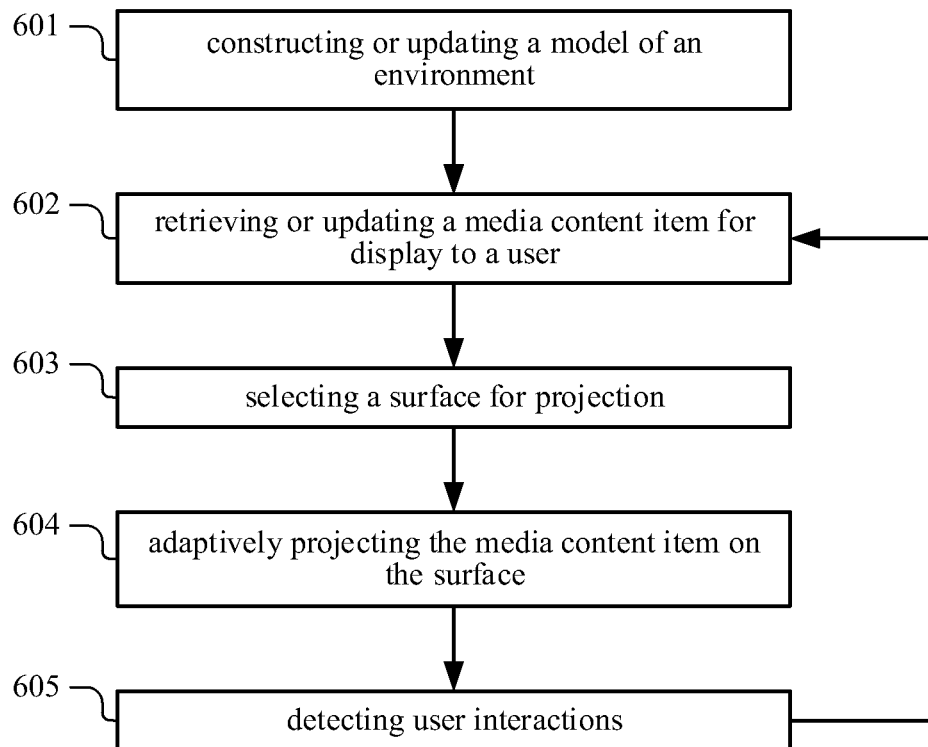 601
constructing or updating a model of an
environment
602
retrieving or updating a media content item for
display to a user
603
selecting a surface for projection
604
adaptively projecting the media content item on
the surface
605
detecting user interactions